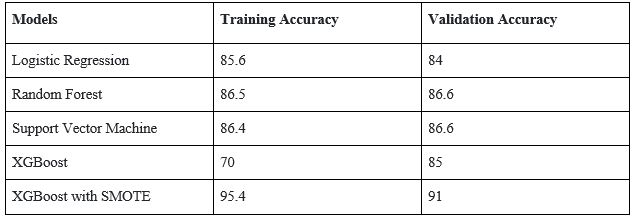 Models Training Accuracy Validation Accuracy
Logistic Regression 85.6 84
Random Forest 86.5 86.6
Support Vector Machine 86.4 86.6
XGBoost 70 85
XGBoost with SMOTE 95.4 91